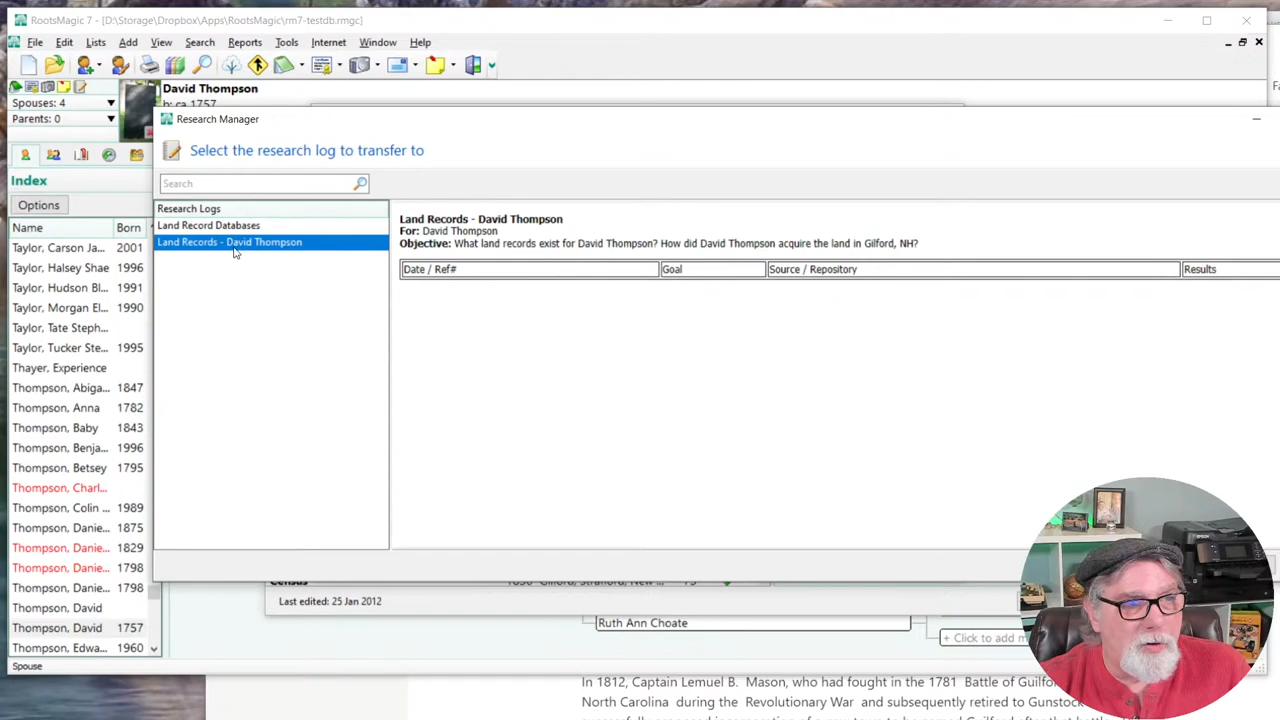 RootsMagic 7 - [D:\Storage\Dropbox\Apps\RootsMagic\rm7-testdb.rmgc]
File Edit Lists Add View Search Reports Tools Internet Window Help
Spouses: 4
Parents: 0
David Thompson
b: ca 1757
Research Manager
Select the research log to transfer to
Search
Index
Options
Name Born
Taylor, Carson Ja... 2001
Taylor, Halsey Shae 1996
Taylor, Hudson Bl... 1991
Taylor, Morgan El... 1990
Taylor, Tate Steph...
Taylor, Tucker Ste... 1995
Thayer, Experience
Thompson, Abiga... 1847
Thompson, Anna 1782
Thompson, Baby 1843
Thompson, Benja... 1996
Thompson, Betsey 1795
Thompson, Charl...
Thompson, Colin ... 1989
Thompson, Danie... 1875
Thompson, Danie... 1829
Thompson, Danie... 1798
Thompson, Danie... 1798
Thompson, David
Thompson, David 1757
Thompson, Edwa... 1960
Spouse
Research Logs
Land Record Databases
Land Records - David Thompson
Land Records - David Thompson
For: David Thompson
Objective: What land records exist for David Thompson? How did David Thompson acquire the land in Gilford, NH?
Date / Ref# Goal Source / Repository Results
Census
Last edited: 25 Jan 2012
Ruth Ann Choate
+ Click to add m
In 1812, Captain Lemuel B. Mason, who had fought in the 1781 Battle of Guilfo
North Carolina during the Revolutionary War and subsequently retired to Gunstock